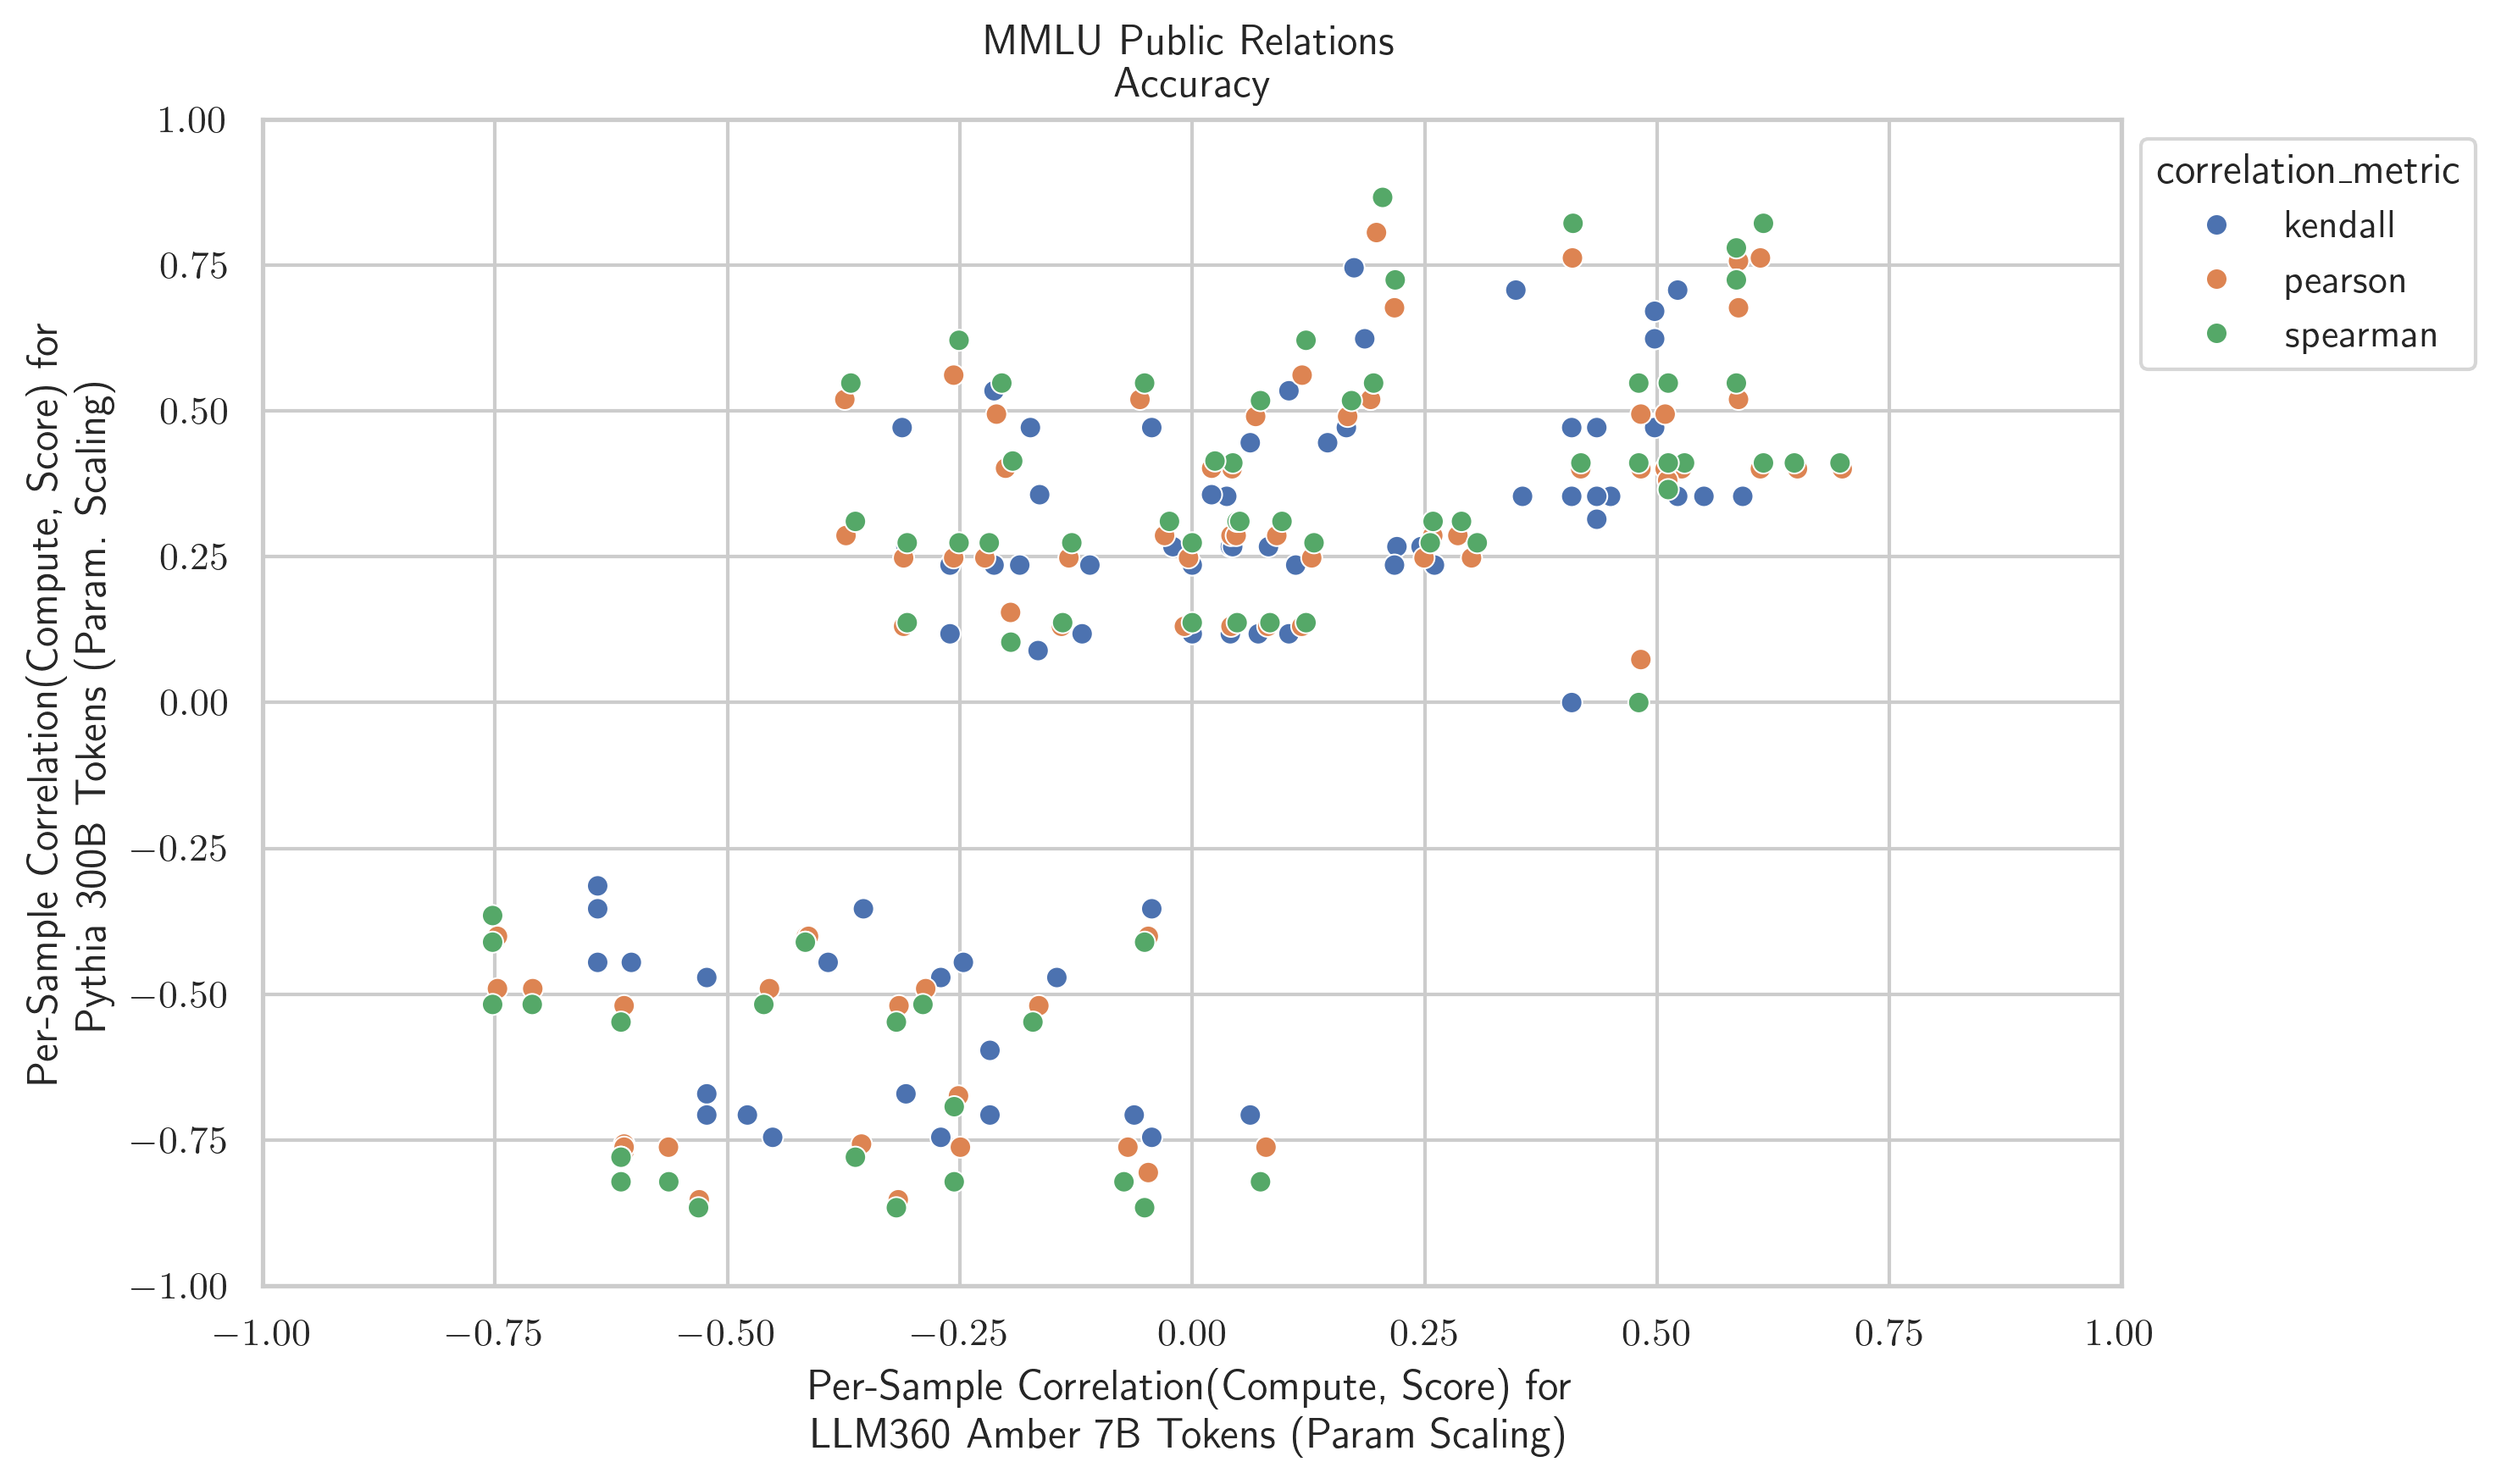 MMLU Public Relations
Accuracy
1.00
0.75
0.50
0.25
0.00
−0.25
−0.50
−0.75
−1.00
Per-Sample Correlation(Compute, Score) for
Pythia 300B Tokens (Param. Scaling)
−1.00 −0.75 −0.50 −0.25 0.00 0.25 0.50 0.75 1.00
Per-Sample Correlation(Compute, Score) for
LLM360 Amber 7B Tokens (Param Scaling)
correlation_metric
kendall
pearson
spearman